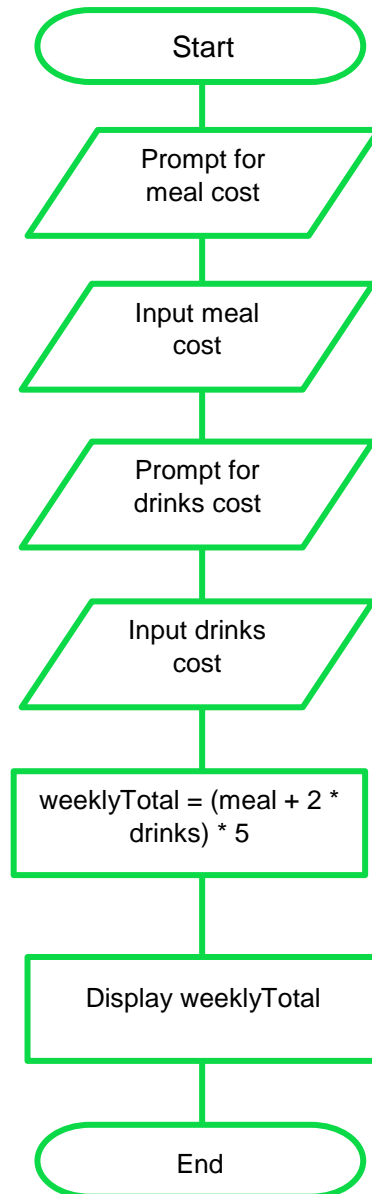 Start
Prompt for
meal cost
Input meal
cost
Prompt for
drinks cost
Input drinks
cost
weeklyTotal = (meal + 2 *
drinks) * 5
Display weeklyTotal
End